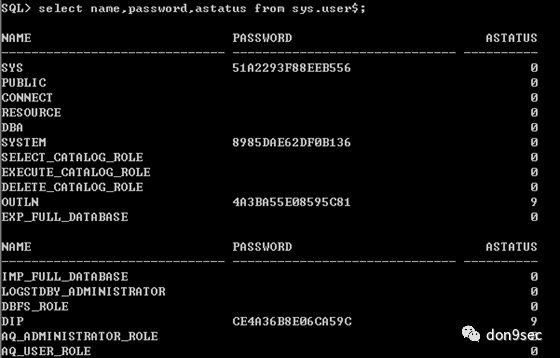 SQL> select name,password,astatus from sys.user$;
NAME PASSWORD ASTATUS
------------------------------ ------------------------------ ----------
SYS 51A2293F88EEB556 0
PUBLIC 0
CONNECT 0
RESOURCE 0
DBA 0
SYSTEM 8985DAE62DF0B136 0
SELECT_CATALOG_ROLE 0
EXECUTE_CATALOG_ROLE 0
DELETE_CATALOG_ROLE 0
OUTLN 4A3BA55E08595C81 9
EXP_FULL_DATABASE 0
NAME PASSWORD ASTATUS
------------------------------ ------------------------------ ----------
IMP_FULL_DATABASE 0
LOGSTDBY_ADMINISTRATOR 0
DBFS_ROLE 0
DIP CE4A36B8E06CA59C 9
AQ_ADMINISTRATOR_ROLE
AQ_USER_ROLE 0
don9sec